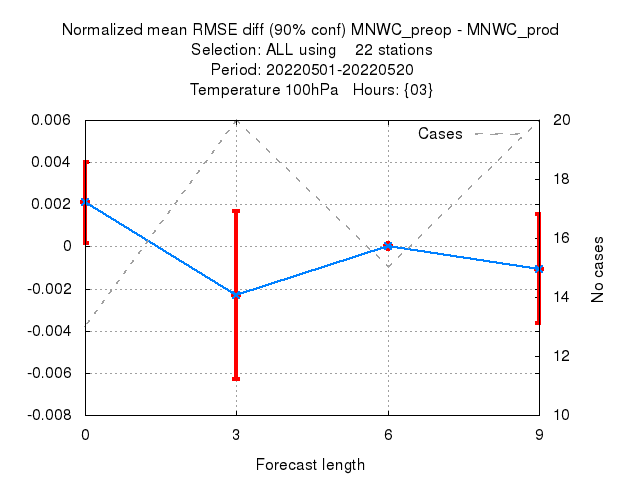 Normalized mean RMSE diff (90% conf) MNWC_preop - MNWC_prod
Selection: ALL using    22 stations
Period: 20220501-20220520
Temperature 100hPa   Hours: {03}
Cases
0.006
0.004
0.002
0
-0.002
-0.004
-0.006
-0.008
20
18
17
16
14
13
12
10
No cases
0
3
6
9
Forecast length